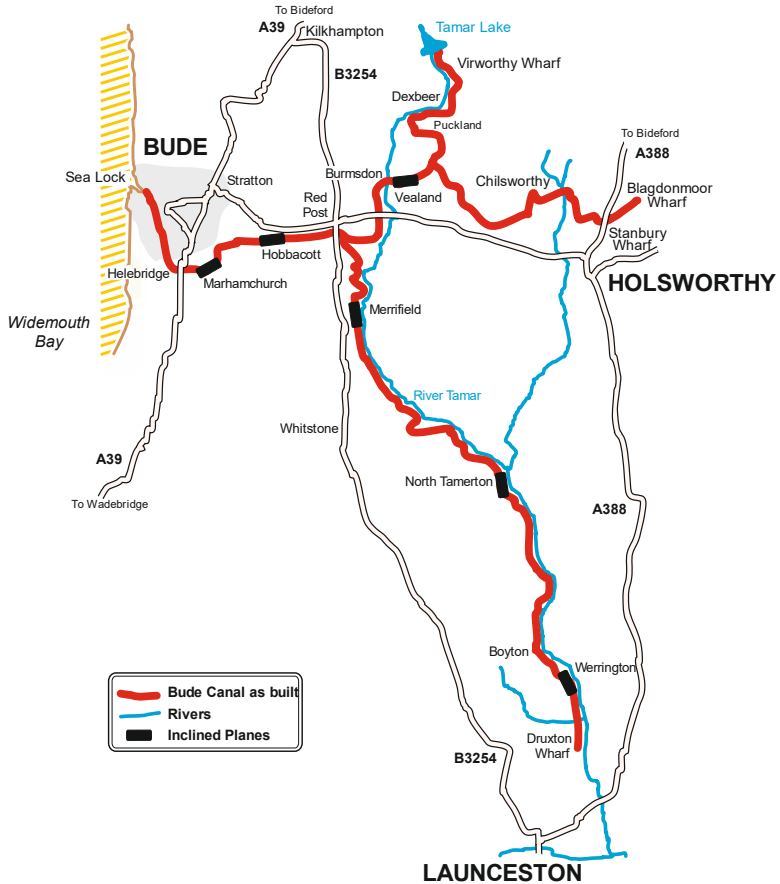 To Bideford
A39
Kilkhampton
Tamar Lake
Virworthy Wharf
B3254
Dexbeer
Puckland
To Bideford
A388
BUDE
Sea Lock
Stratton
Burmsdon
Vealand
Chilsworthy
Blagdonmoor
Wharf
Red
Post
Stanbury
Wharf
Hobbacott
Helebridge
Marhamchurch
HOLSWORTHY
Merrifield
Widemouth
Bay
River Tamar
Whitstone
A39
To Wadebridge
North Tamerton
A388
Boyton
Werrington
Bude Canal as built
Rivers
Inclined Planes
Druxton
Wharf
B3254
LAUNCESTON